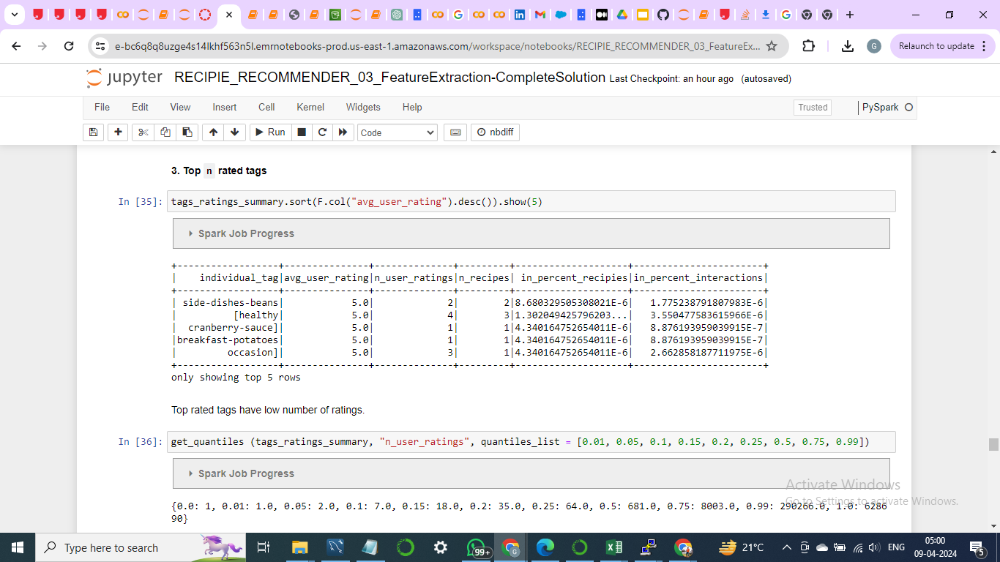 e-bc6q8q8uzge4s14lkhf563n5l.emrnotebooks-prod.us-east-1.amazonaws.com/workspace/notebooks/RECIPIE_RECOMMENDER_03_FeatureEx...
G
Relaunch to update
jupyter RECIPIE_RECOMMENDER_03_FeatureExtraction-CompleteSolution Last Checkpoint: an hour ago (autosaved)
File Edit View Insert Cell Kernel Widgets Help Trusted PySpark
Run Code nbdiff
3. Top n rated tags
In [35]: tags_ratings_summary.sort(F.col("avg_user_rating").desc()).show(5)
Spark Job Progress
+------------------+---------------+--------------+---------+--------------------+-----------------------+
| individual_tag|avg_user_rating|n_user_ratings|n_recipes| in_percent_recipies|in_percent_interactions|
+------------------+---------------+--------------+---------+--------------------+-----------------------+
| side-dishes-beans| 5.0| 2| 2|8.680329505308021E-6| 1.775238791807983E-6|
| [healthy| 5.0| 4| 3|1.302049425796203...| 3.550477583615966E-6|
| cranberry-sauce]| 5.0| 1| 1|4.340164752654011E-6| 8.876193959039915E-7|
|breakfast-potatoes| 5.0| 1| 1|4.340164752654011E-6| 8.876193959039915E-7|
| occasion]| 5.0| 3| 1|4.340164752654011E-6| 2.662858187711975E-6|
+------------------+---------------+--------------+---------+--------------------+-----------------------+
only showing top 5 rows
Top rated tags have low number of ratings.
In [36]: get_quantiles (tags_ratings_summary, "n_user_ratings", quantiles_list = [0.01, 0.05, 0.1, 0.15, 0.2, 0.25, 0.5, 0.75, 0.99])
Spark Job Progress
Activate Windows
Go to Settings to activate Windows.
{0.0: 1, 0.01: 1.0, 0.05: 2.0, 0.1: 7.0, 0.15: 18.0, 0.2: 35.0, 0.25: 64.0, 0.5: 681.0, 0.75: 8003.0, 0.99: 290266.0, 1.0: 6286
90}
Type here to search
99+
G
21°C
ENG
05:00
09-04-2024
5